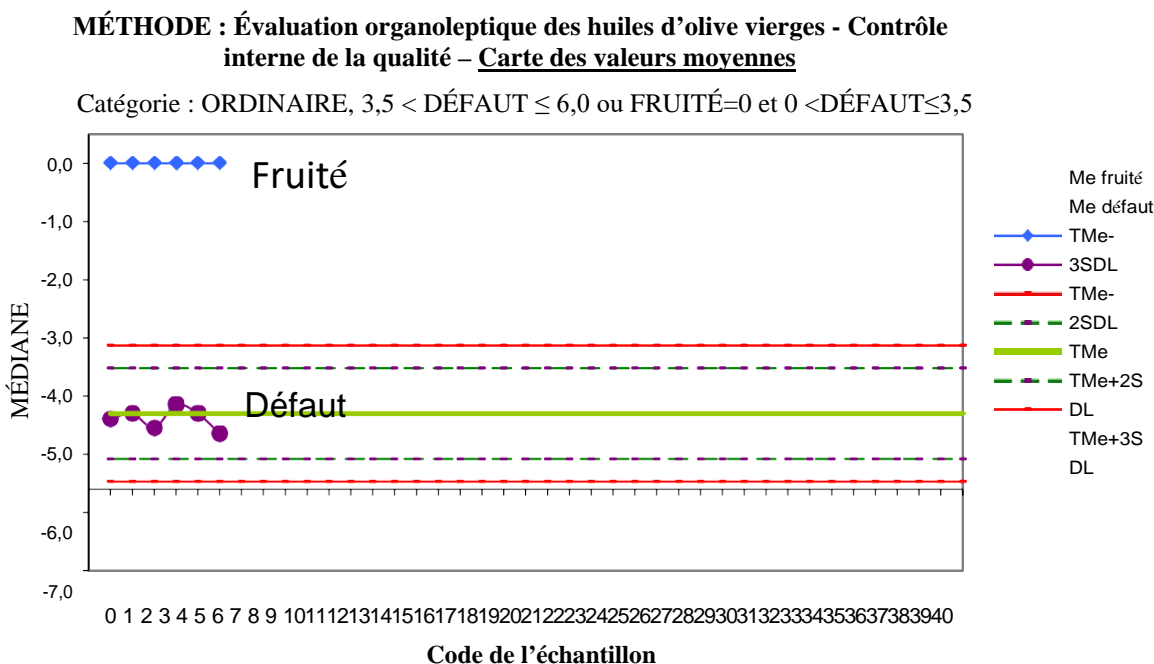 MÉTHODE : Évaluation organoleptique des huiles d’olive vierges - Contrôle
interne de la qualité – Carte des valeurs moyennes
Catégorie : ORDINAIRE, 3,5 < DÉFAUT ≤ 6,0 ou FRUITÉ=0 et 0 <DÉFAUT≤3,5
MÉDIANE
0,0
-1,0
-2,0
-3,0
-4,0
-5,0
-6,0
-7,0
Fruité
Défaut
0 1 2 3 4 5 6 7 8 9 10111213141516171819202122232425262728293031323334353637383940
Code de l’échantillon
Me fruité
Me défaut
TMe-
3SDL
TMe-
2SDL
TMe
TMe+2S
DL
TMe+3S
DL